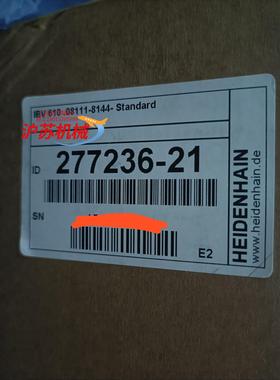 IBV 610 .08111-8144- Standard
沪苏机械
ID 277236-21
SN
E2
HEIDENHAIN
www.heidenhain.de